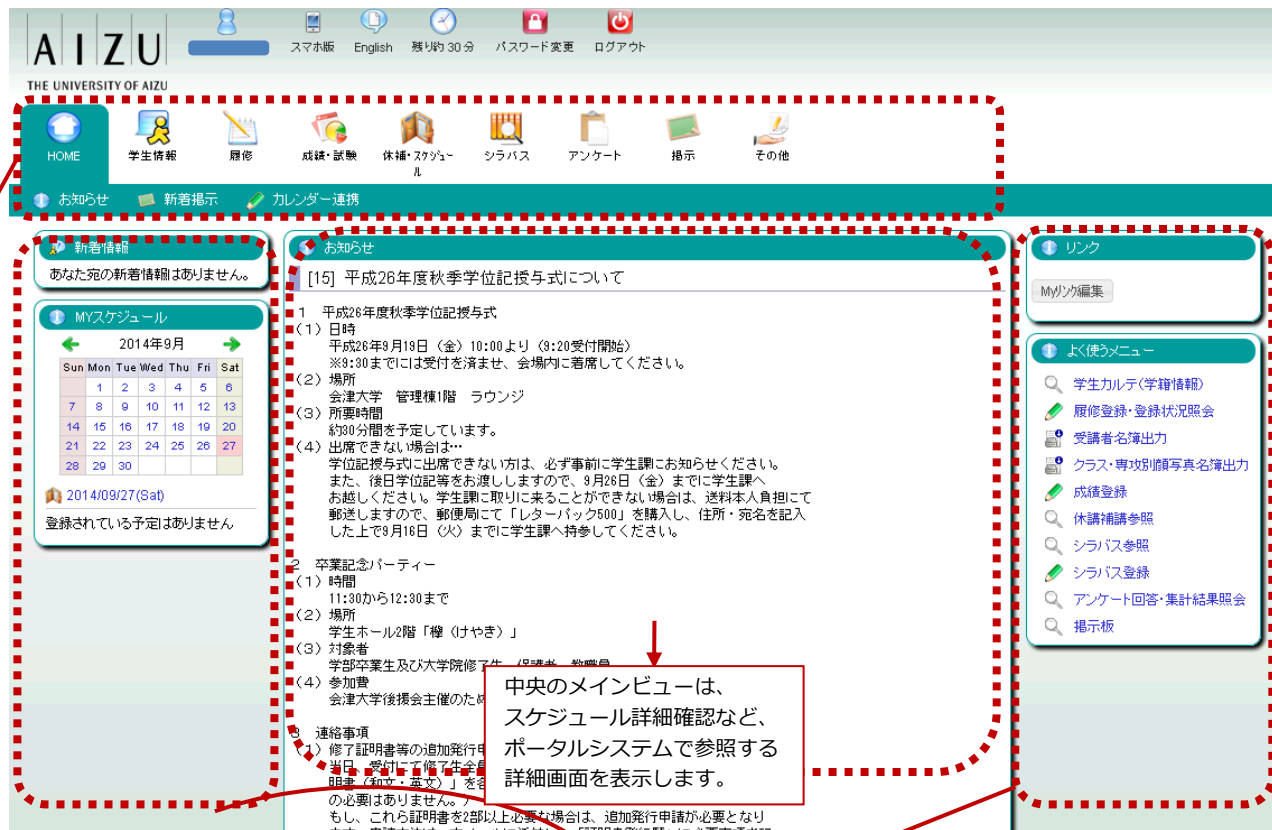 AIZU
THE UNIVERSITY OF AIZU
スマホ版 English 残り約30分 パスワード変更 ログアウト
HOME 学生情報 履修 成績・試験 休補・スケジュール シラバス アンケート 掲示 その他
お知らせ 新着掲示 カレンダー連携
新着情報
あなた宛の新着情報はありません。
MYスケジュール
2014年9月
Sun Mon Tue Wed Thu Fri Sat
1 2 3 4 5 6
7 8 9 10 11 12 13
14 15 16 17 18 19 20
21 22 23 24 25 26 27
28 29 30
2014/09/27(Sat)
登録されている予定はありません
お知らせ
[15] 平成26年度秋季学位記授与式について
1 平成26年度秋季学位記授与式
(1)日時
平成26年9月19日（金）10:00より（9:20受付開始）
※9:30までには受付を済ませ、会場内に着席してください。
(2)場所
会津大学 管理棟1階 ラウンジ
(3)所要時間
約30分間を予定しています。
(4)出席できない場合は…
学位記授与式に出席できない方は、必ず事前に学生課にお知らせください。
また、後日学位記等をお渡ししますので、9月26日（金）までに学生課へ
お越しください。学生課に取りに来ることができない場合は、送料本人負担にて
郵送しますので、郵便局にて「レターパック500」を購入し、住所・宛名を記入
した上で9月16日（火）までに学生課へ持参してください。
2 卒業記念パーティー
(1)時間
11:30から12:30まで
(2)場所
学生ホール2階「欅（けやき）」
(3)対象者
学部卒業生及び大学院修了生、保護者、教職員
(4)参加費
会津大学後援会主催のため
3 連絡事項
(1)修了証明書等の追加発行申
当日、受付にて修了生全員
明書（和文・英文）」を各
の必要はありません。）
もし、これら証明書を2部以上必要な場合は、追加発行申請が必要となり
中央のメインビューは、
スケジュール詳細確認など、
ポータルシステムで参照する
詳細画面を表示します。
リンク
Myリンク編集
よく使うメニュー
学生カルテ(学籍情報)
履修登録・登録状況照会
受講者名簿出力
クラス・専攻別顔写真名簿出力
成績登録
休講補講参照
シラバス参照
シラバス登録
アンケート回答・集計結果照会
掲示板